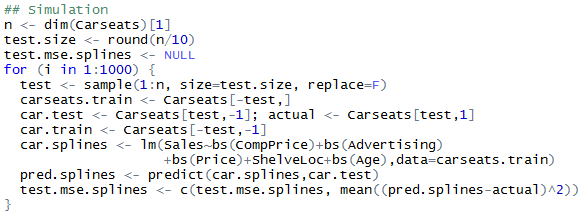 ## Simulation
n <- dim(Carseats)[1]
test.size <- round(n/10)
test.mse.splines <- NULL
for (i in 1:1000) {
  test <- sample(1:n, size=test.size, replace=F)
  carseats.train <- Carseats[-test,]
  car.test <- Carseats[test,-1]; actual <- Carseats[test,1]
  car.train <- Carseats[-test,-1]
  car.splines <- lm(Sales~bs(CompPrice)+bs(Advertising)
                    +bs(Price)+ShelveLoc+bs(Age),data=carseats.train)
  pred.splines <- predict(car.splines,car.test)
  test.mse.splines <- c(test.mse.splines, mean((pred.splines-actual)^2))
}